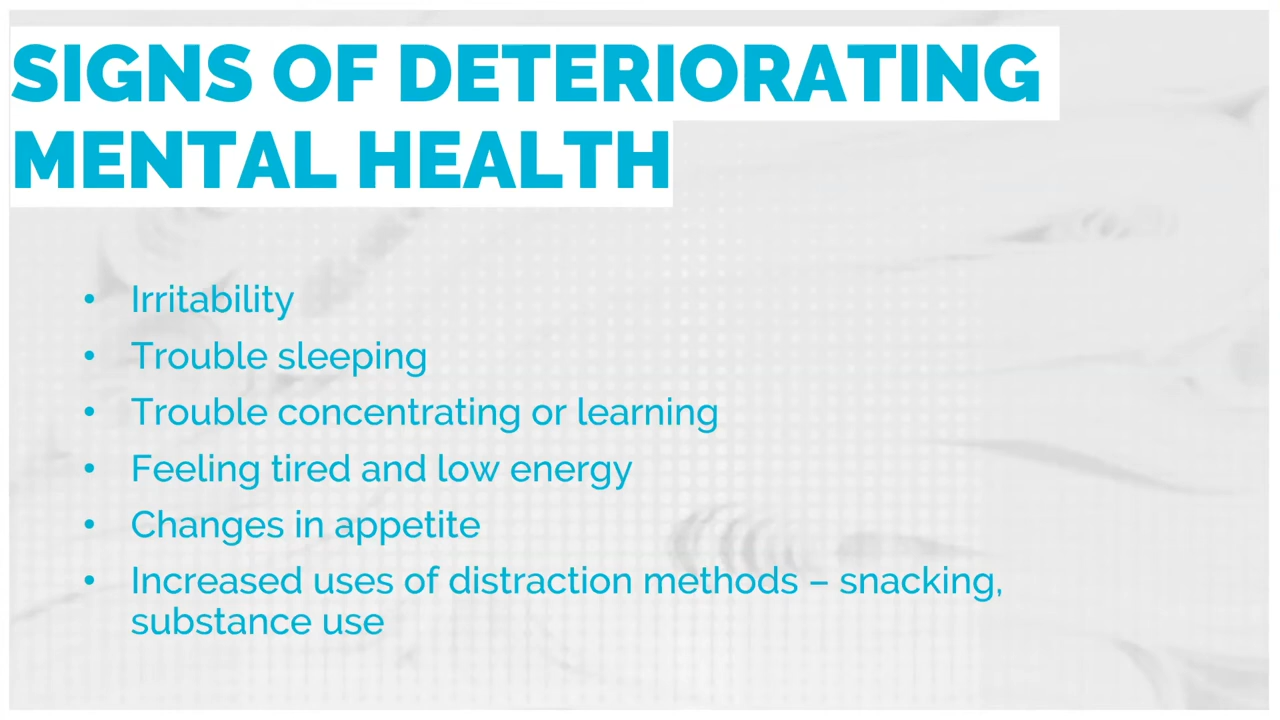 SIGNS OF DETERIORATING
MENTAL HEALTH
• Irritability
• Trouble sleeping
• Trouble concentrating or learning
• Feeling tired and low energy
• Changes in appetite
• Increased uses of distraction methods – snacking,
substance use